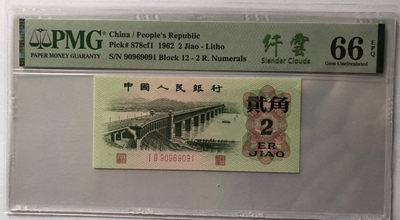 PMG
PAPER MONEY GUARANTY
China / People's Republic
Pick# 878cf1 1962 2 Jiao - Litho
S/N 90969091 Block 12 - 2 R. Numerals
纤雲
Slender Clouds
66 EPQ
Gem Uncirculated
中國人民銀行
貳角
2
ER
JIAO
I II 90969091